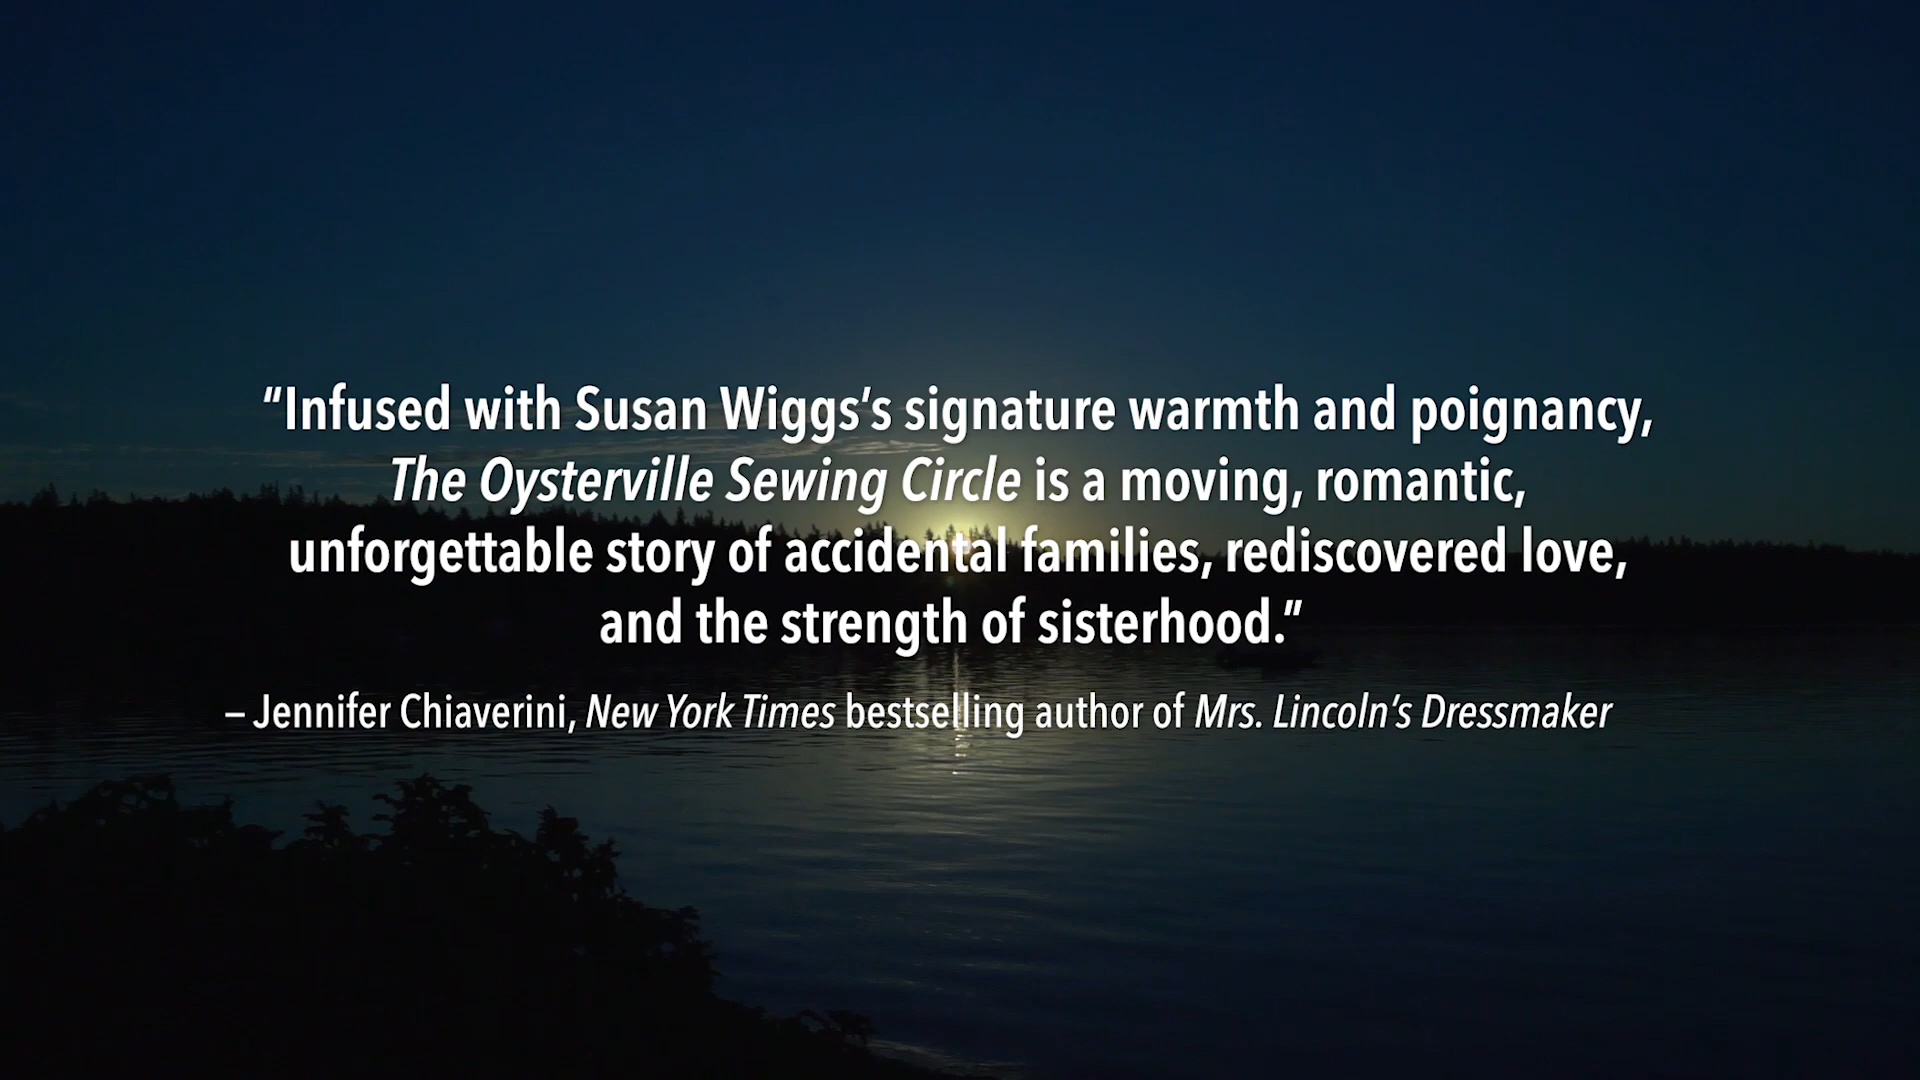 “Infused with Susan Wiggs’s signature warmth and poignancy,
The Oysterville Sewing Circle is a moving, romantic,
unforgettable story of accidental families, rediscovered love,
and the strength of sisterhood.”
– Jennifer Chiaverini, New York Times bestselling author of Mrs. Lincoln’s Dressmaker